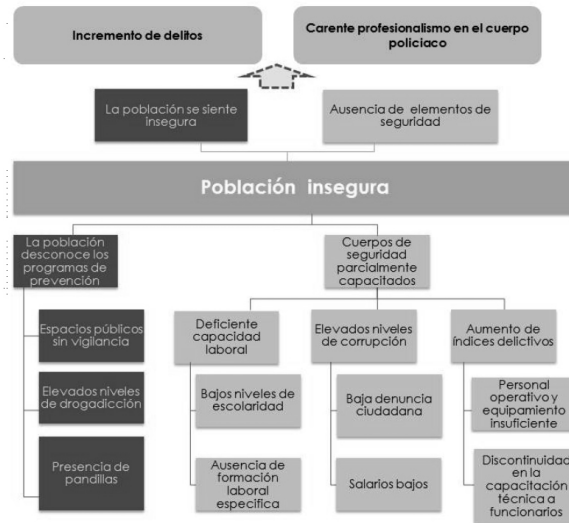 Incremento de delitos
Carente profesionalismo en el cuerpo
policiaco
La población se siente
insegura
Ausencia de elementos de
seguridad
Población insegura
La población
desconoce los
programas de
prevención
Cuerpos de
seguridad
parcialmente
capacitados
Espacios públicos
sin vigilancia
Elevados niveles
de drogadicción
Presencia de
pandillas
Deficiente
capacidad
laboral
Bajos niveles de
escolaridad
Ausencia de
formación
laboral
especifica
Elevados niveles
de corrupción
Baja denuncia
ciudadana
Salarios bajos
Aumento de
índices delictivos
Personal
operativo y
equipamiento
insuficiente
Discontinuidad
en la
capacitación
técnica a
funcionarios